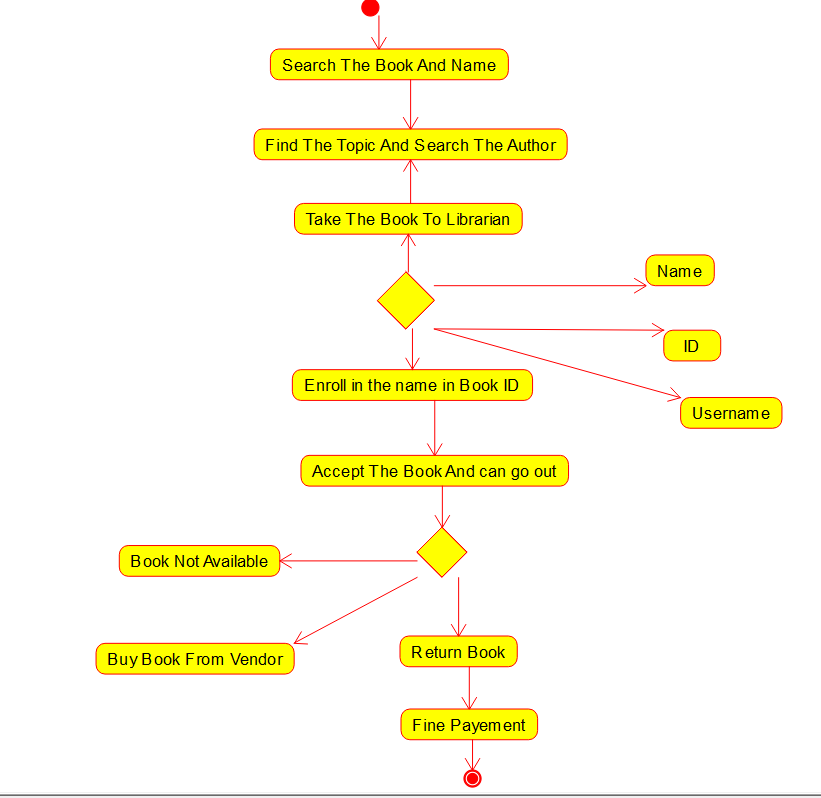 Search The Book And Name
Find The Topic And Search The Author
Take The Book To Librarian
Name
ID
Enroll in the name in Book ID
Username
Accept The Book And can go out
Book Not Available
Return Book
Buy Book From Vendor
Fine Payement